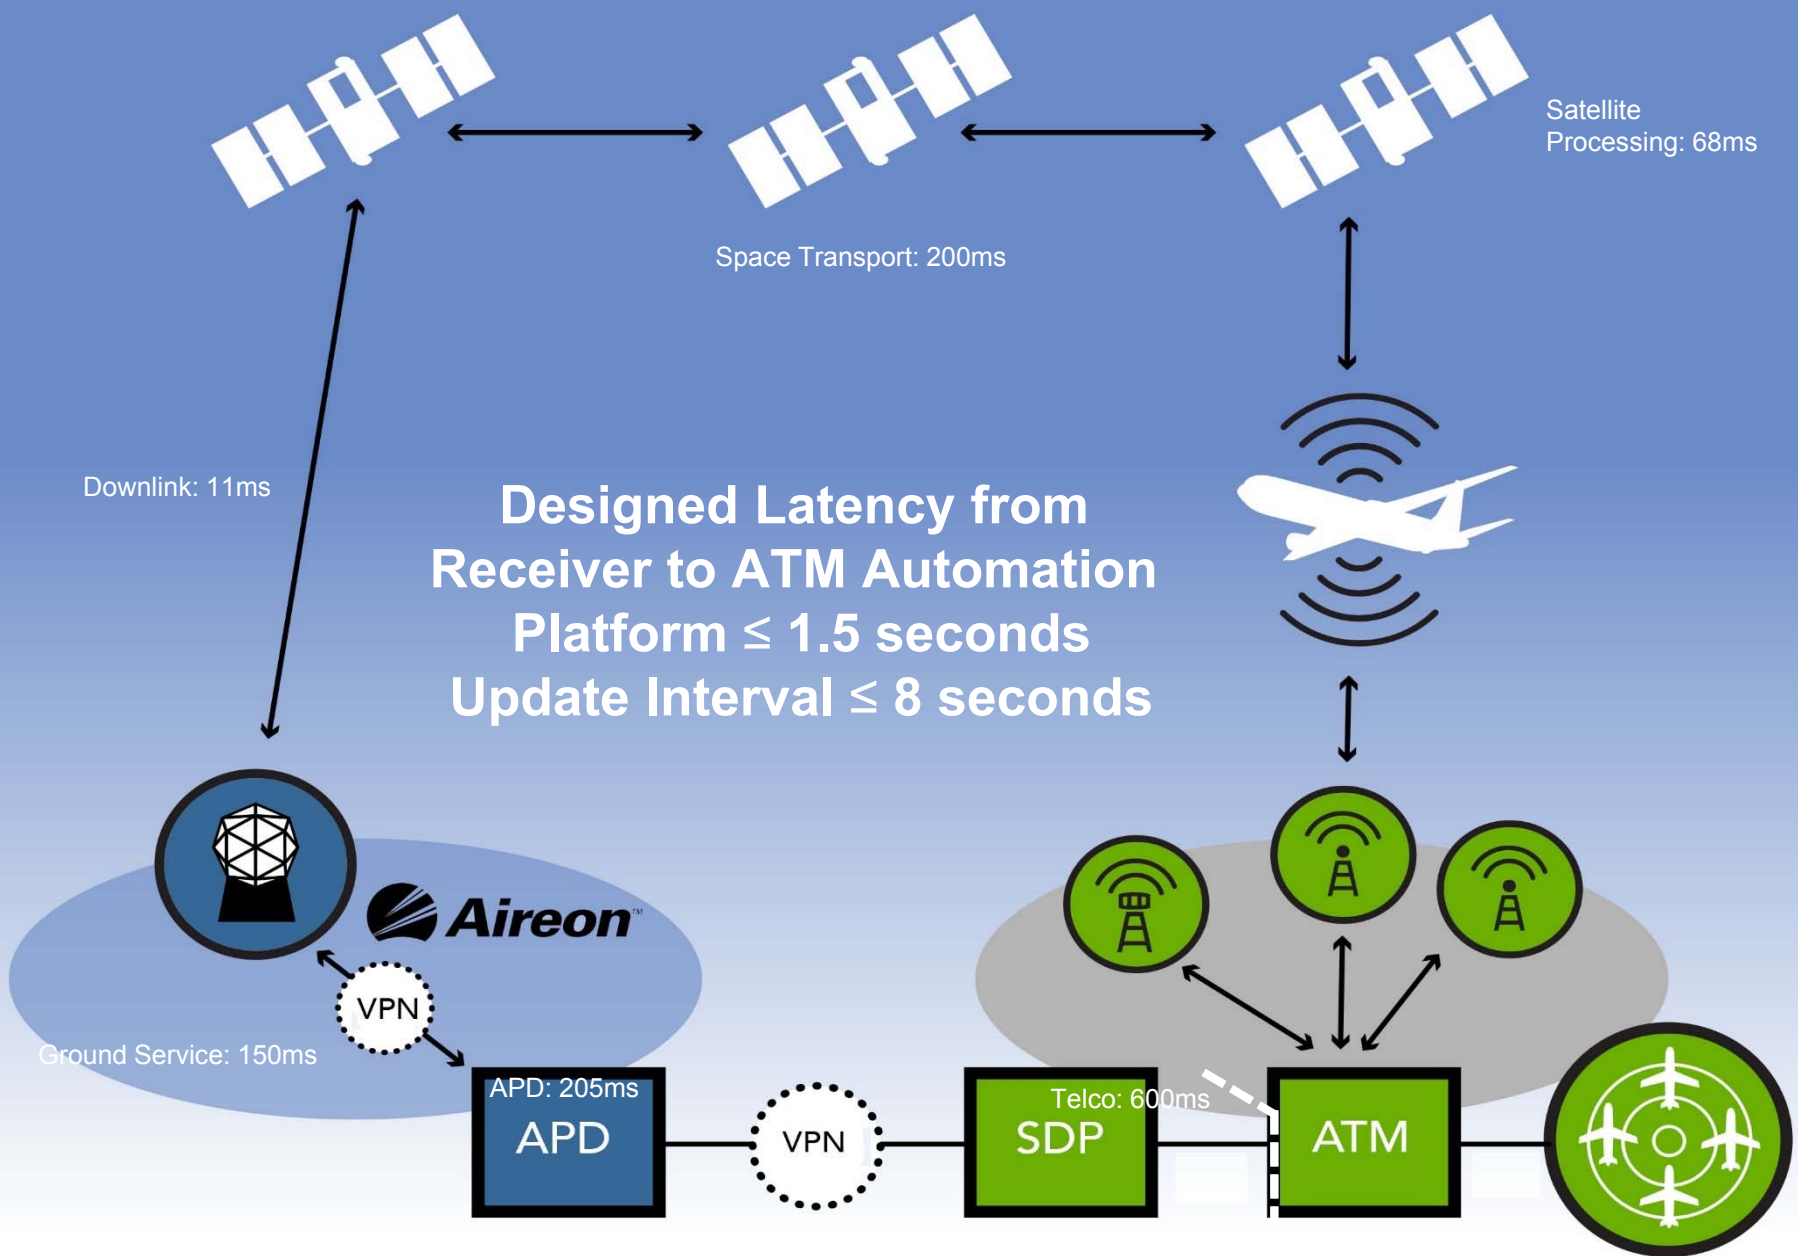 Satellite
Processing: 68ms
Space Transport: 200ms
Downlink: 11ms
Designed Latency from
Receiver to ATM Automation
Platform ≤ 1.5 seconds
Update Interval ≤ 8 seconds
Aireon™
VPN
Ground Service: 150ms
APD: 205ms
Telco: 600ms
APD
VPN
SDP
ATM